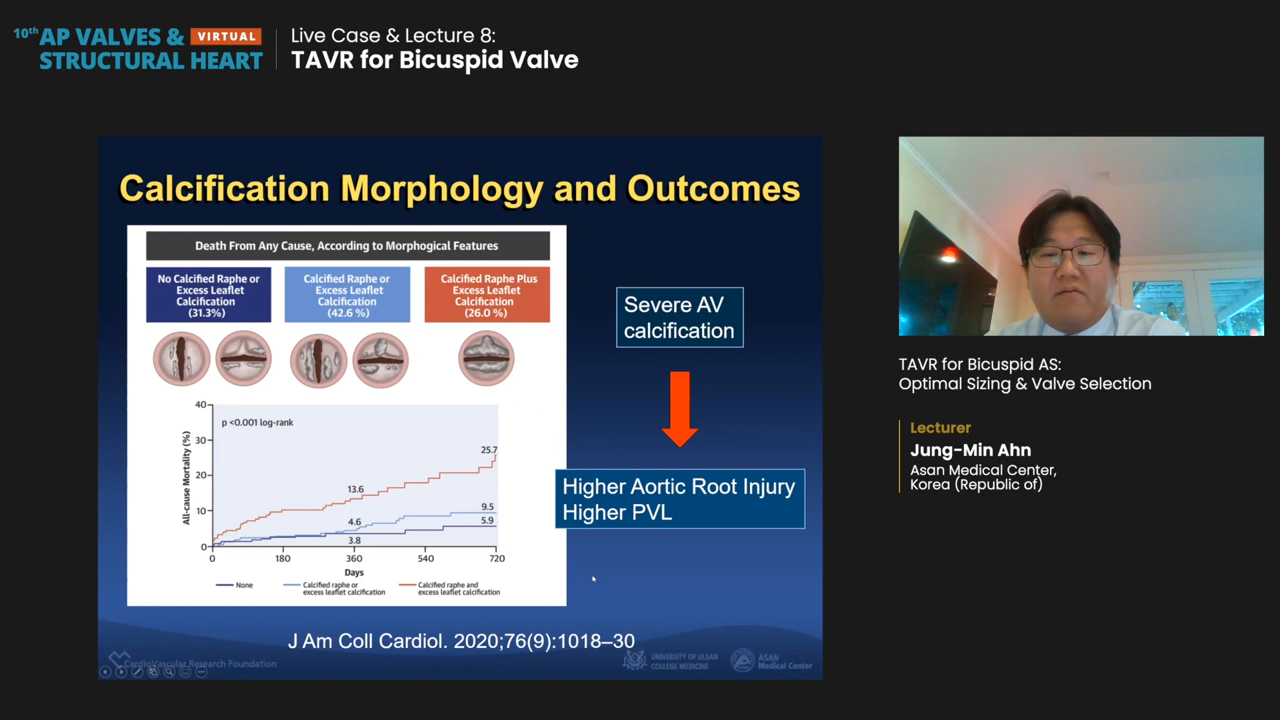 10th AP VALVES & VIRTUAL
STRUCTURAL HEART
Live Case & Lecture 8:
TAVR for Bicuspid Valve
Calcification Morphology and Outcomes
Death From Any Cause, According to Morphogical Features
No Calcified Raphe or
Excess Leaflet
Calcification
(31.3%)
Calcified Raphe or
Excess Leaflet
Calcification
(42.6 %)
Calcified Raphe Plus
Excess Leaflet
Calcification
(26.0 %)
p <0.001 log-rank
All-cause Mortality (%)
40
30
20
10
0
25.7
13.6
9.5
4.6
5.9
3.8
0 180 360 540 720
Days
None
Calcified raphe or
excess leaflet calcification
Calcified raphe and
excess leaflet calcification
Severe AV
calcification
Higher Aortic Root Injury
Higher PVL
J Am Coll Cardiol. 2020;76(9):1018–30
CardioVascular Research Foundation
UNIVERSITY OF ULSAN
COLLEGE MEDICINE
ASAN
Medical Center
TAVR for Bicuspid AS:
Optimal Sizing & Valve Selection
Lecturer
Jung-Min Ahn
Asan Medical Center,
Korea (Republic of)